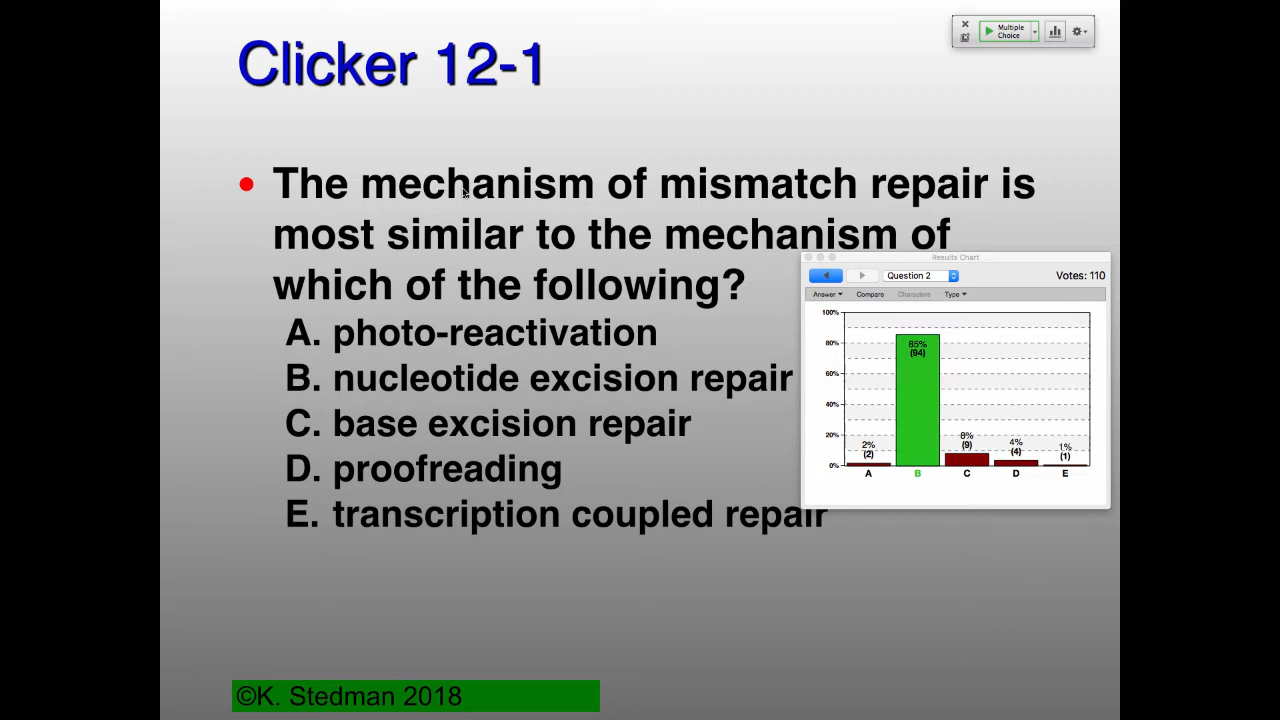 Clicker 12-1
Multiple
Choice
• The mechanism of mismatch repair is
most similar to the mechanism of
which of the following?
A. photo-reactivation
B. nucleotide excision repair
C. base excision repair
D. proofreading
E. transcription coupled repair
Results Chart
Question 2
Votes: 110
Answer
Compare
Characters
Type
100%
80%
60%
40%
20%
0%
2%
(2)
85%
(94)
8%
(9)
4%
(4)
1%
(1)
A B C D E
©K. Stedman 2018